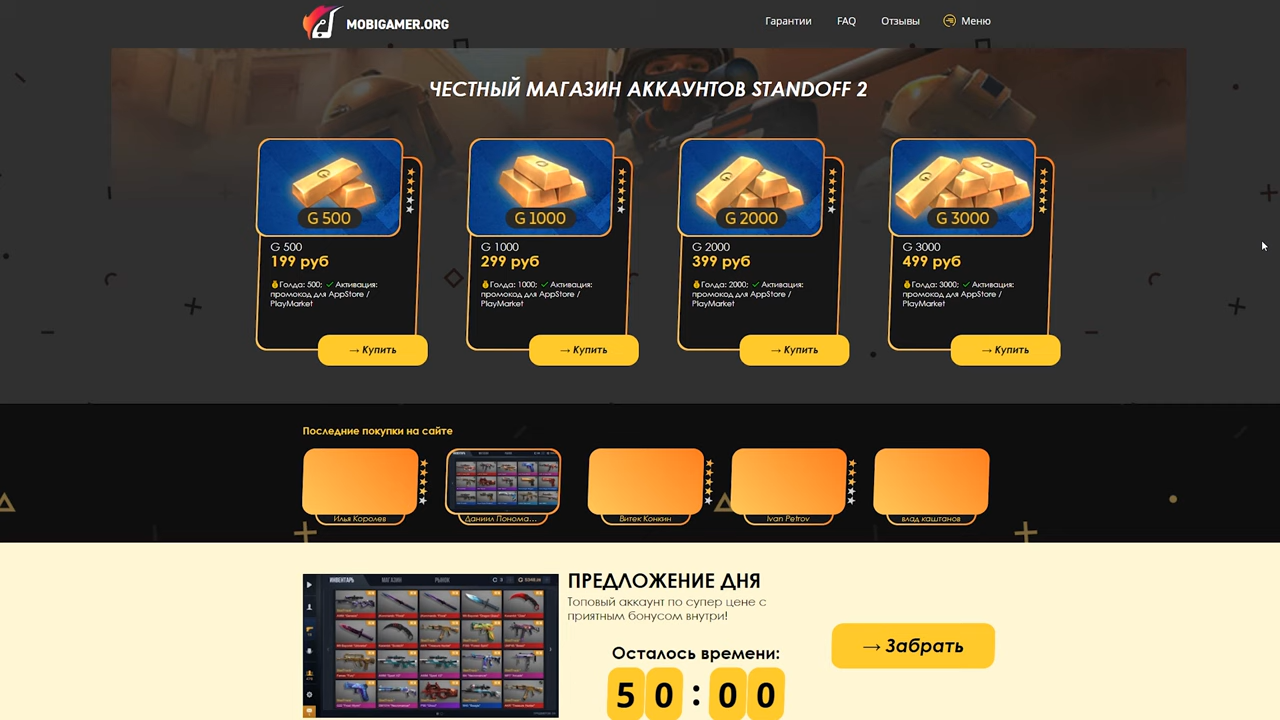 MOBIGAMER.ORG
Гарантии
FAQ
Отзывы
Меню
ЧЕСТНЫЙ МАГАЗИН АККАУНТОВ STANDOFF 2
G 500
G 500
199 руб
Голда: 500; ✓ Активация:
промокод для AppStore /
PlayMarket
→ Купить
G 1000
G 1000
299 руб
Голда: 1000; ✓ Активация:
промокод для AppStore /
PlayMarket
→ Купить
G 2000
G 2000
399 руб
Голда: 2000; ✓ Активация:
промокод для AppStore /
PlayMarket
→ Купить
G 3000
G 3000
499 руб
Голда: 3000; ✓ Активация:
промокод для AppStore /
PlayMarket
→ Купить
Последние покупки на сайте
Илья Королев
Даниил Понома...
Витек Конкин
Ivan Petrov
влад каштанов
ИНВЕНТАРЬ
МАГАЗИН
РЫНОК
ПРЕДЛОЖЕНИЕ ДНЯ
Топовый аккаунт по супер цене с
приятным бонусом внутри!
Осталось времени:
50:00
→ Забрать